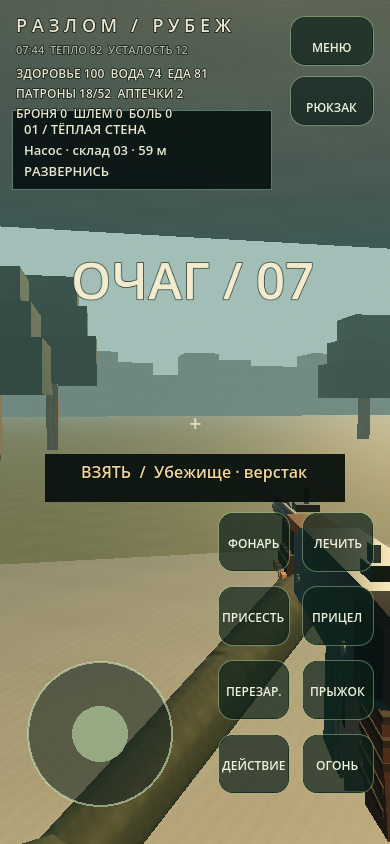 РАЗЛОМ / РУБЕЖ
07:44 ТЕПЛО 82 УСТАЛОСТЬ 12
ЗДОРОВЬЕ 100 ВОДА 74 ЕДА 81
ПАТРОНЫ 18/52 АПТЕЧКИ 2
БРОНЯ 0 ШЛЕМ 0 БОЛЬ 0
МЕНЮ
РЮКЗАК
01 / ТЁПЛАЯ СТЕНА
Насос · склад 03 · 59 м
РАЗВЕРНИСЬ
ОЧАГ / 07
ВЗЯТЬ / Убежище · верстак
ФОНАРЬ
ЛЕЧИТЬ
ПРИСЕСТЬ
ПРИЦЕЛ
ПЕРЕЗАР.
ПРЫЖОК
ДЕЙСТВИЕ
ОГОНЬ